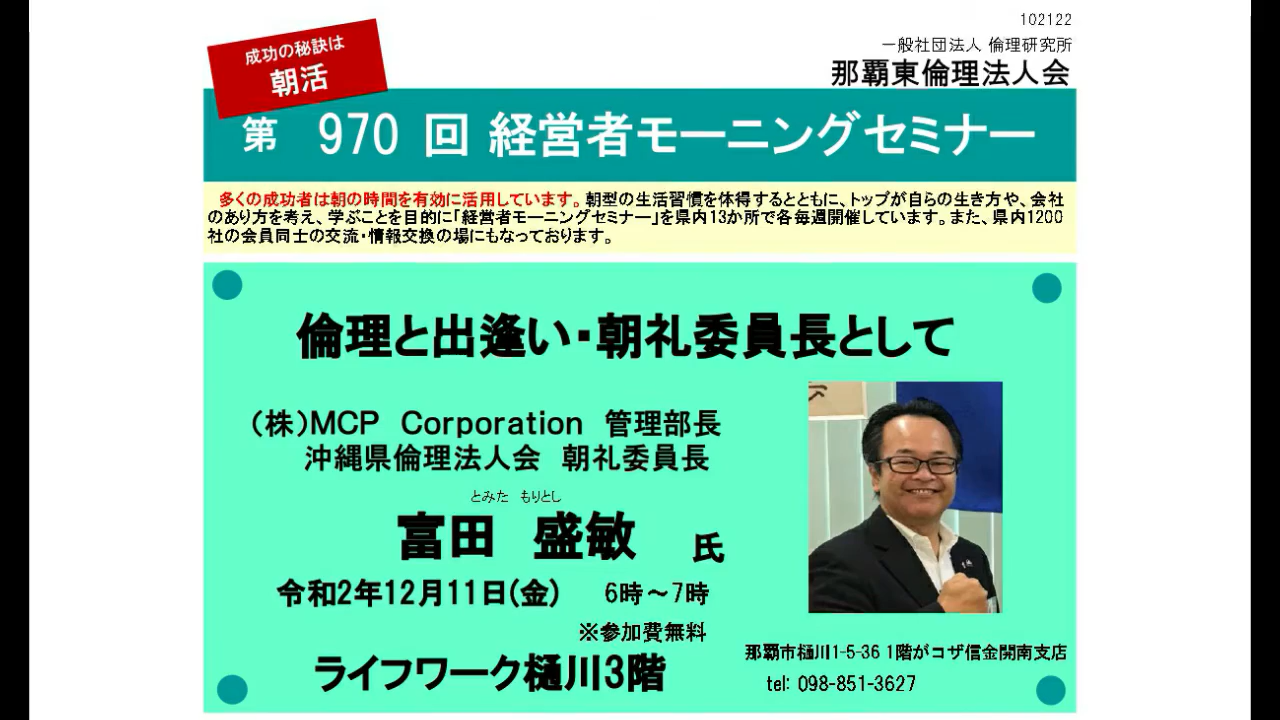 102122
一般社団法人 倫理研究所
那覇東倫理法人会
成功の秘訣は
朝活
第 970 回 経営者モーニングセミナー
多くの成功者は朝の時間を有効に活用しています。朝型の生活習慣を体得するとともに、トップが自らの生き方や、会社
のあり方を考え、学ぶことを目的に「経営者モーニングセミナー」を県内13か所で各毎週開催しています。また、県内1200
社の会員同士の交流・情報交換の場にもなっております。
倫理と出逢い・朝礼委員長として
（株）MCP Corporation 管理部長
沖縄県倫理法人会 朝礼委員長
とみた もりとし
富田 盛敏 氏
令和2年12月11日(金) 6時～7時
※参加費無料
ライフワーク樋川3階
那覇市樋川1-5-36 1階がコザ信金開南支店
tel: 098-851-3627